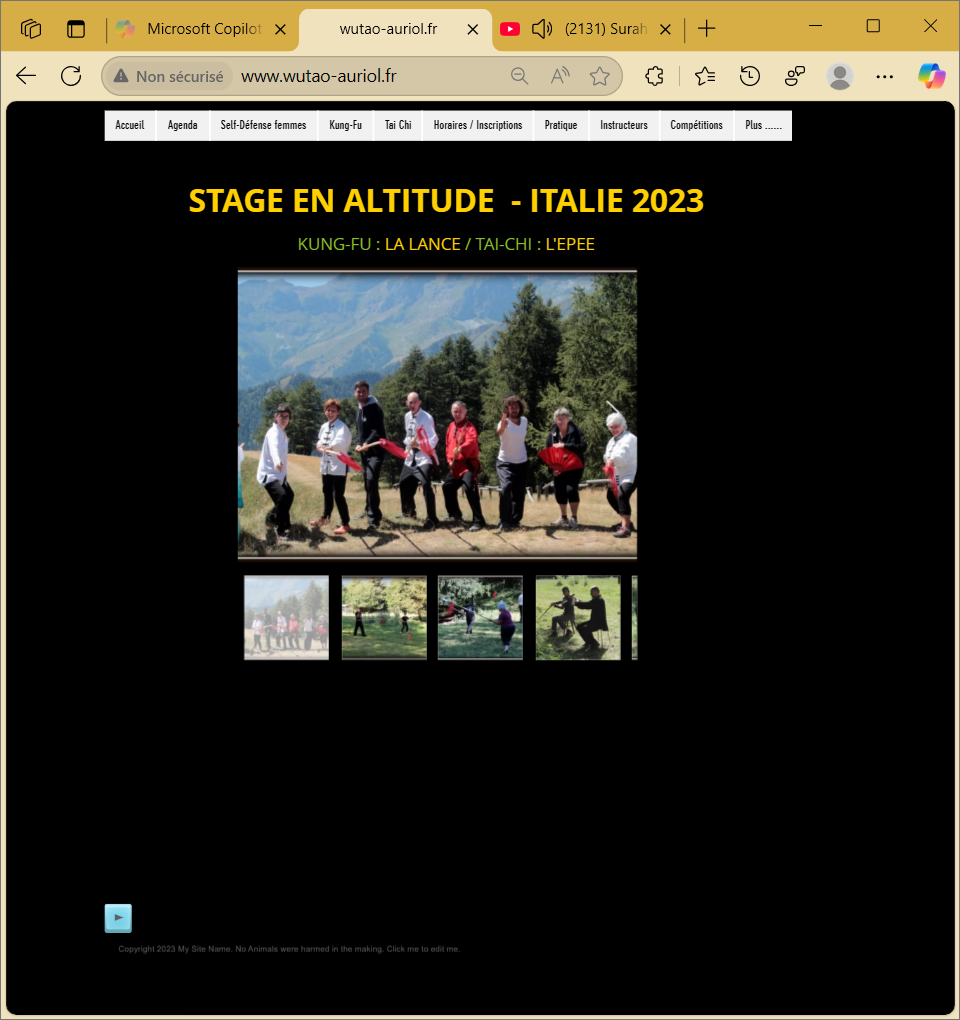 Microsoft Copilot
wutao-auriol.fr
(2131) Surah
Non sécurisé
www.wutao-auriol.fr
Accueil
Agenda
Self-Défense femmes
Kung-Fu
Tai Chi
Horaires / Inscriptions
Pratique
Instructeurs
Compétitions
Plus ......
STAGE EN ALTITUDE - ITALIE 2023
KUNG-FU : LA LANCE / TAI-CHI : L'EPEE
Copyright 2023 My Site Name. No Animals were harmed in the making. Click me to edit me.